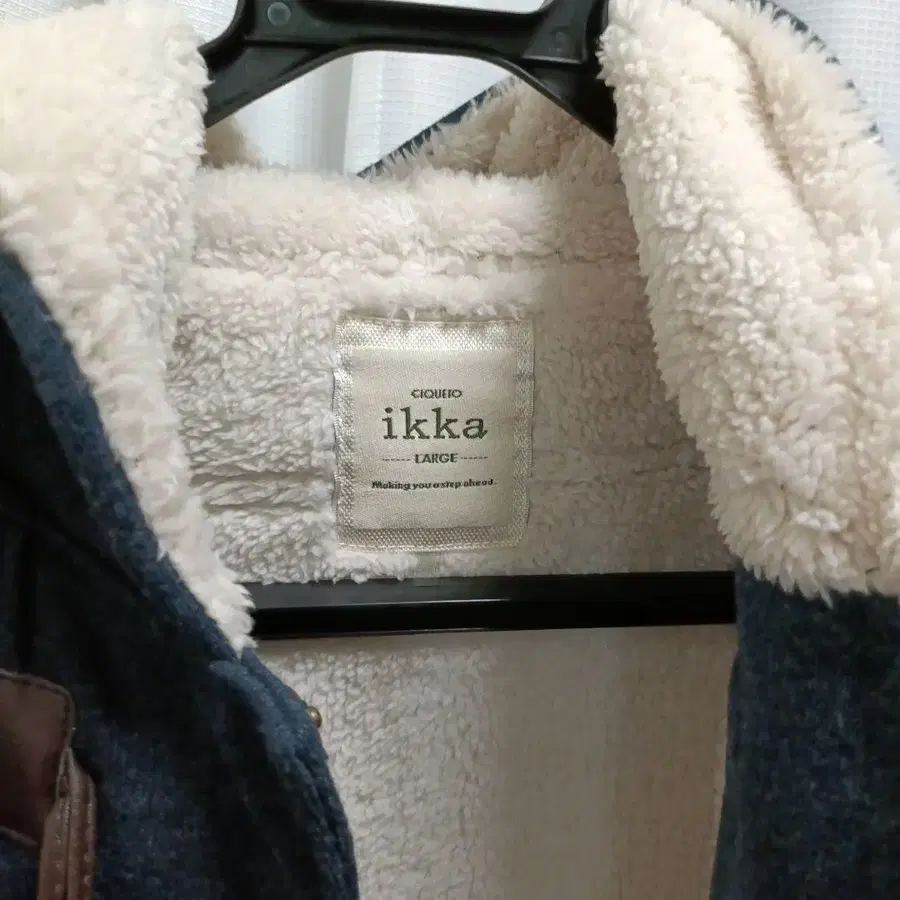 CIQUETO
ikka
LARGE
Making you a step ahead.